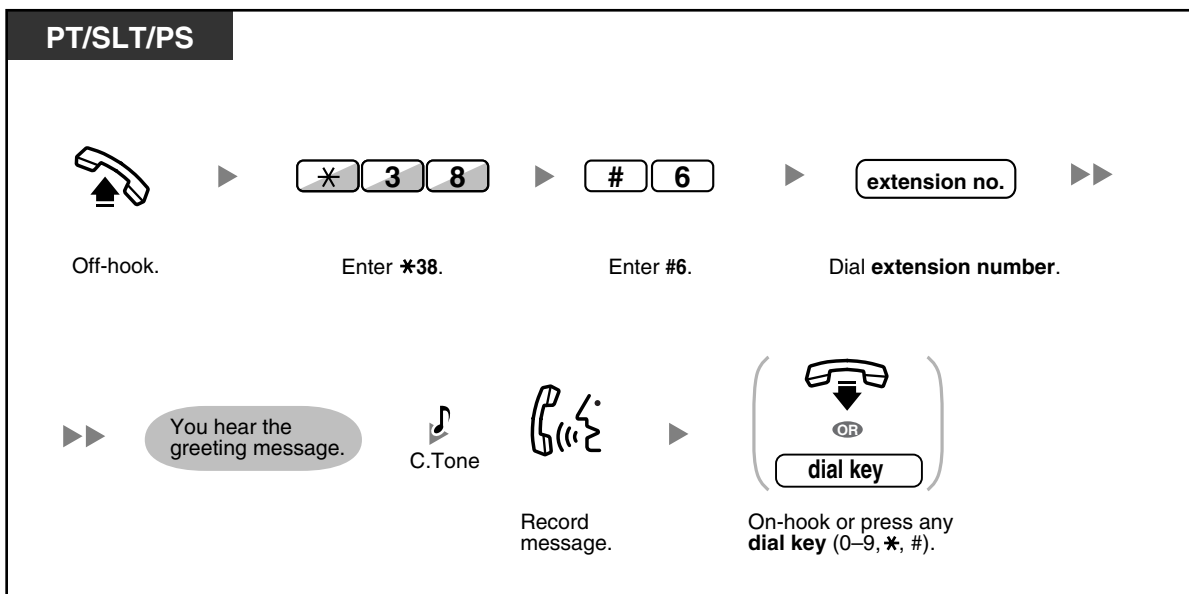 PT/SLT/PS
* 3 8
# 6
extension no.
Off-hook.
Enter *38.
Enter #6.
Dial extension number.
You hear the
greeting message.
C.Tone
OR
dial key
Record
message.
On-hook or press any
dial key (0–9, *, #).